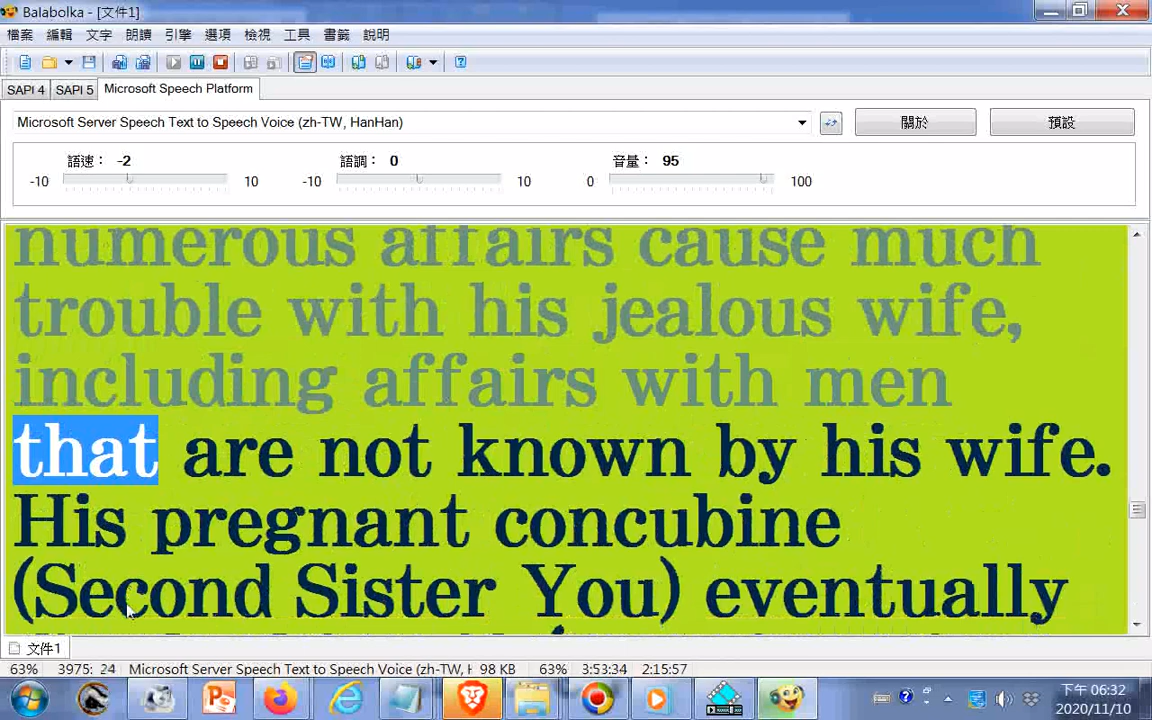 Balabolka - [文件1]
檔案 編輯 文字 朗讀 引擎 選項 檢視 工具 書籤 說明
SAPI 4 SAPI 5 Microsoft Speech Platform
Microsoft Server Speech Text to Speech Voice (zh-TW, HanHan) 關於 預設
語速： -2 語調： 0 音量： 95
-10 10 -10 10 0 100
numerous affairs cause much
trouble with his jealous wife,
including affairs with men
that are not known by his wife.
His pregnant concubine
(Second Sister You) eventually
文件1
63% 3975: 24 Microsoft Server Speech Text to Speech Voice (zh-TW, H 98 KB 63% 3:53:34 2:15:57
下午 06:32
2020/11/10